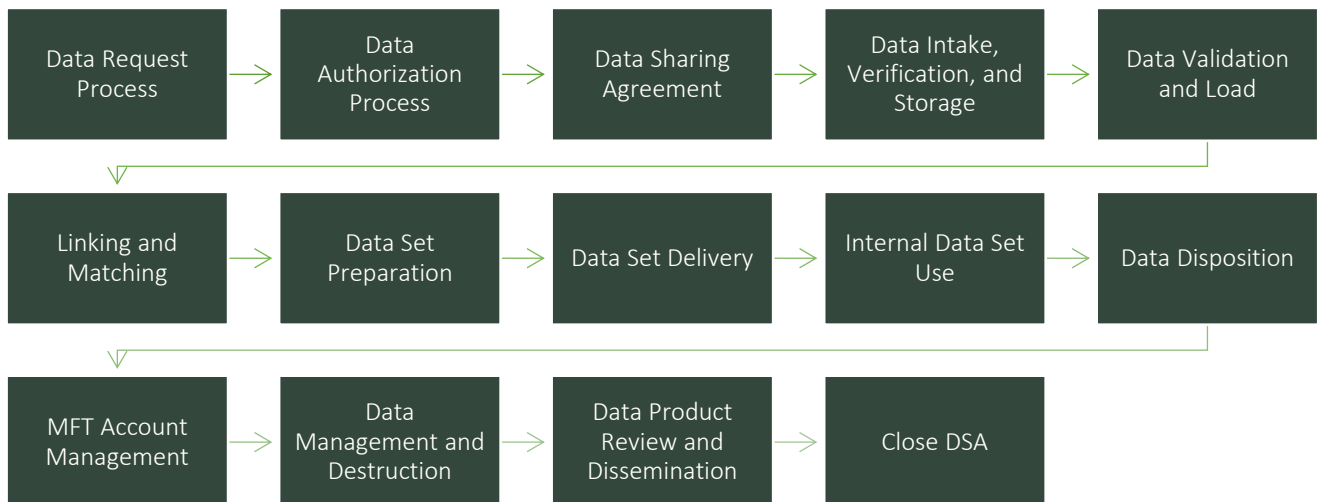 Data Request
Process
Data
Authorization
Process
Data Sharing
Agreement
Data Intake,
Verification, and
Storage
Data Validation
and Load
Linking and
Matching
Data Set
Preparation
Data Set Delivery
Internal Data Set
Use
Data Disposition
MFT Account
Management
Data
Management and
Destruction
Data Product
Review and
Dissemination
Close DSA